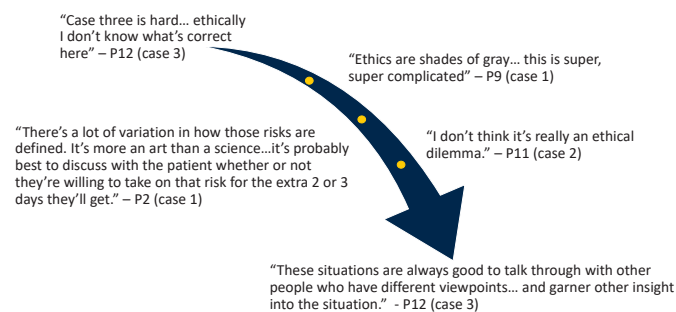 “Case three is hard… ethically
I don’t know what’s correct
here” – P12 (case 3)
“Ethics are shades of gray… this is super,
super complicated” – P9 (case 1)
“There’s a lot of variation in how those risks are
defined. It’s more an art than a science…it’s probably
best to discuss with the patient whether or not
they’re willing to take on that risk for the extra 2 or 3
days they’ll get.” – P2 (case 1)
“I don’t think it’s really an ethical
dilemma.” – P11 (case 2)
“These situations are always good to talk through with other
people who have different viewpoints… and garner other insight
into the situation.”  - P12 (case 3)